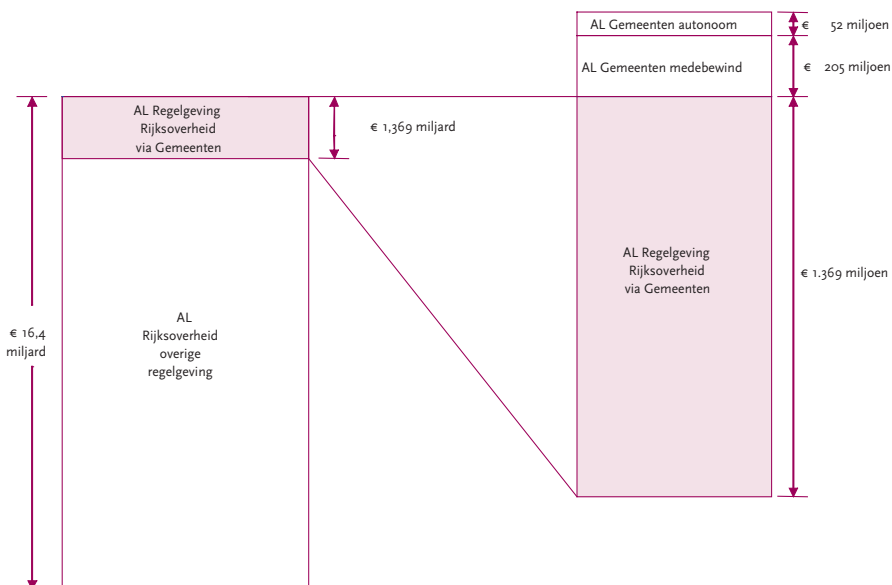 AL Gemeenten autonoom
€ 52 miljoen
AL Gemeenten medebewind
€ 205 miljoen
AL Regelgeving
Rijksoverheid
via Gemeenten
€ 1,369 miljard
AL Regelgeving
Rijksoverheid
via Gemeenten
€ 1.369 miljoen
€ 16,4
miljard
AL
Rijksoverheid
overige
regelgeving